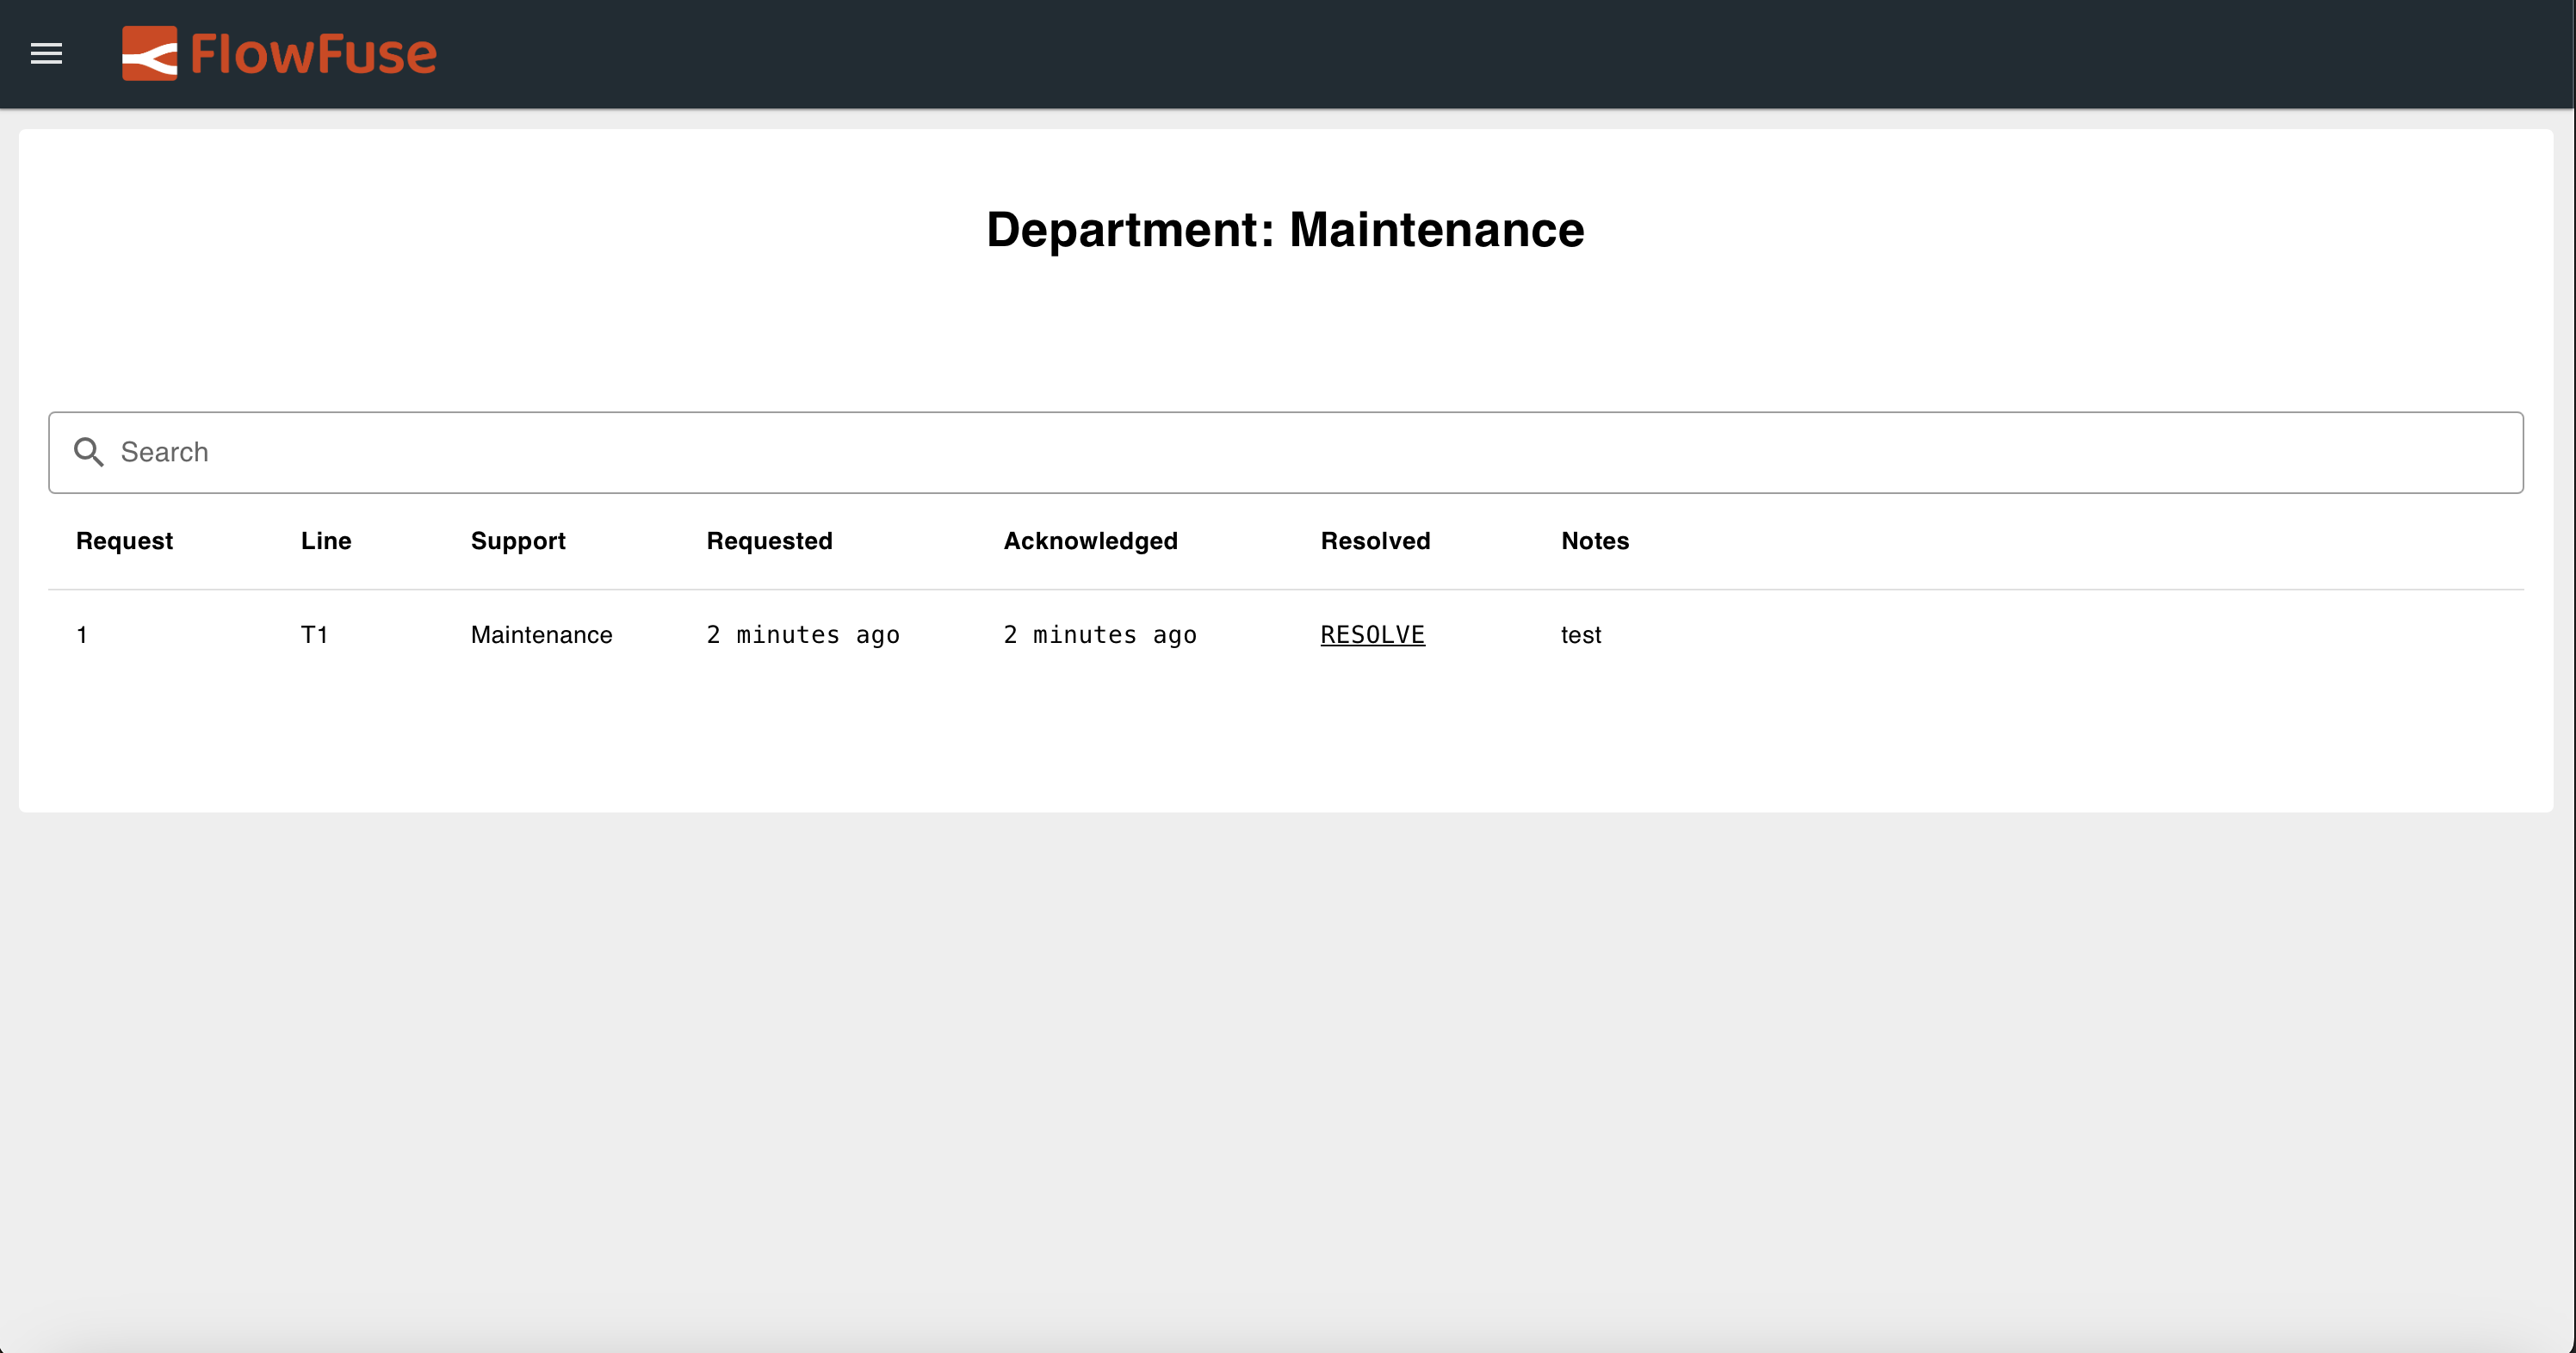 FlowFuse
Department: Maintenance
Search
Request Line Support Requested Acknowledged Resolved Notes
1 T1 Maintenance 2 minutes ago 2 minutes ago RESOLVE test